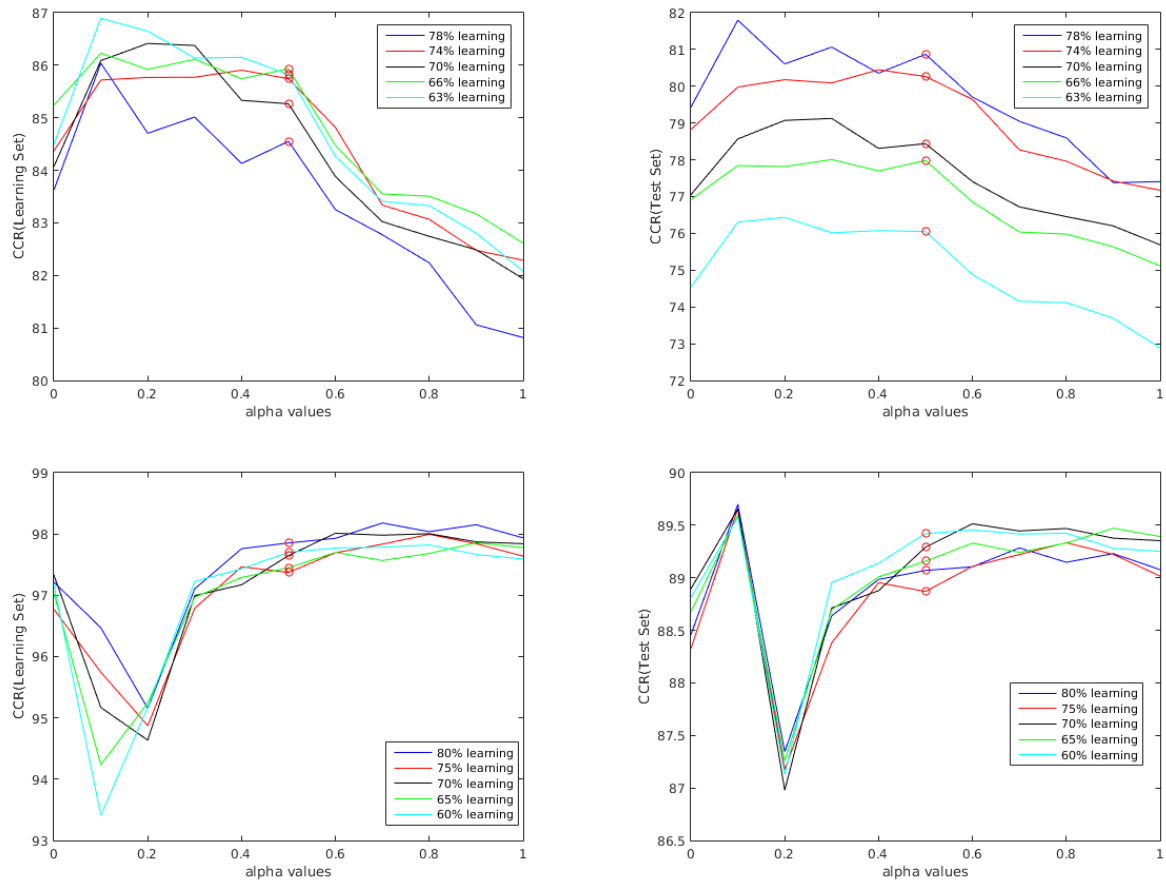 87
86
85
84
83
82
81
80
CCR(Learning Set)
78% learning
74% learning
70% learning
66% learning
63% learning
0 0.2 0.4 0.6 0.8 1
alpha values
82
81
80
79
78
77
76
75
74
73
72
CCR(Test Set)
78% learning
74% learning
70% learning
66% learning
63% learning
0 0.2 0.4 0.6 0.8 1
alpha values
99
98
97
96
95
94
93
CCR(Learning Set)
80% learning
75% learning
70% learning
65% learning
60% learning
0 0.2 0.4 0.6 0.8 1
alpha values
90
89.5
89
88.5
88
87.5
87
86.5
CCR(Test Set)
80% learning
75% learning
70% learning
65% learning
60% learning
0 0.2 0.4 0.6 0.8 1
alpha values